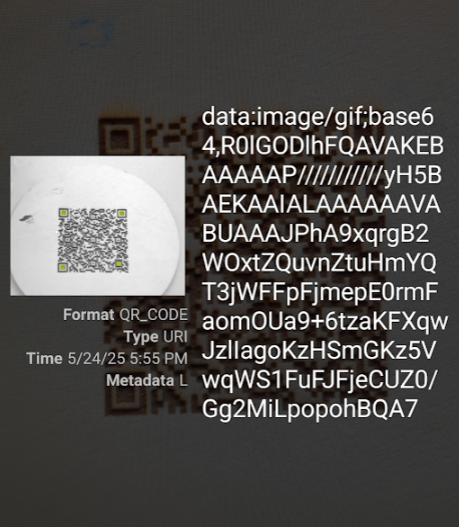 data:image/gif;base6
4,R0lGODlhFQAVAKEB
AAAAAP///////////yH5B
AEKAAIALAAAAAAVA
BUAAAJPhA9xqrgB2
WOxtZQuvnZtuHmYQ
T3jWFFpFjmepE0rmF
aomOUa9+6tzaKFXqw
JzlIagoKzHSmGKz5V
wqWS1FuFJFjeCUZ0/
Gg2MiLpopohBQA7
Format QR_CODE
Type URI
Time 5/24/25 5:55 PM
Metadata L